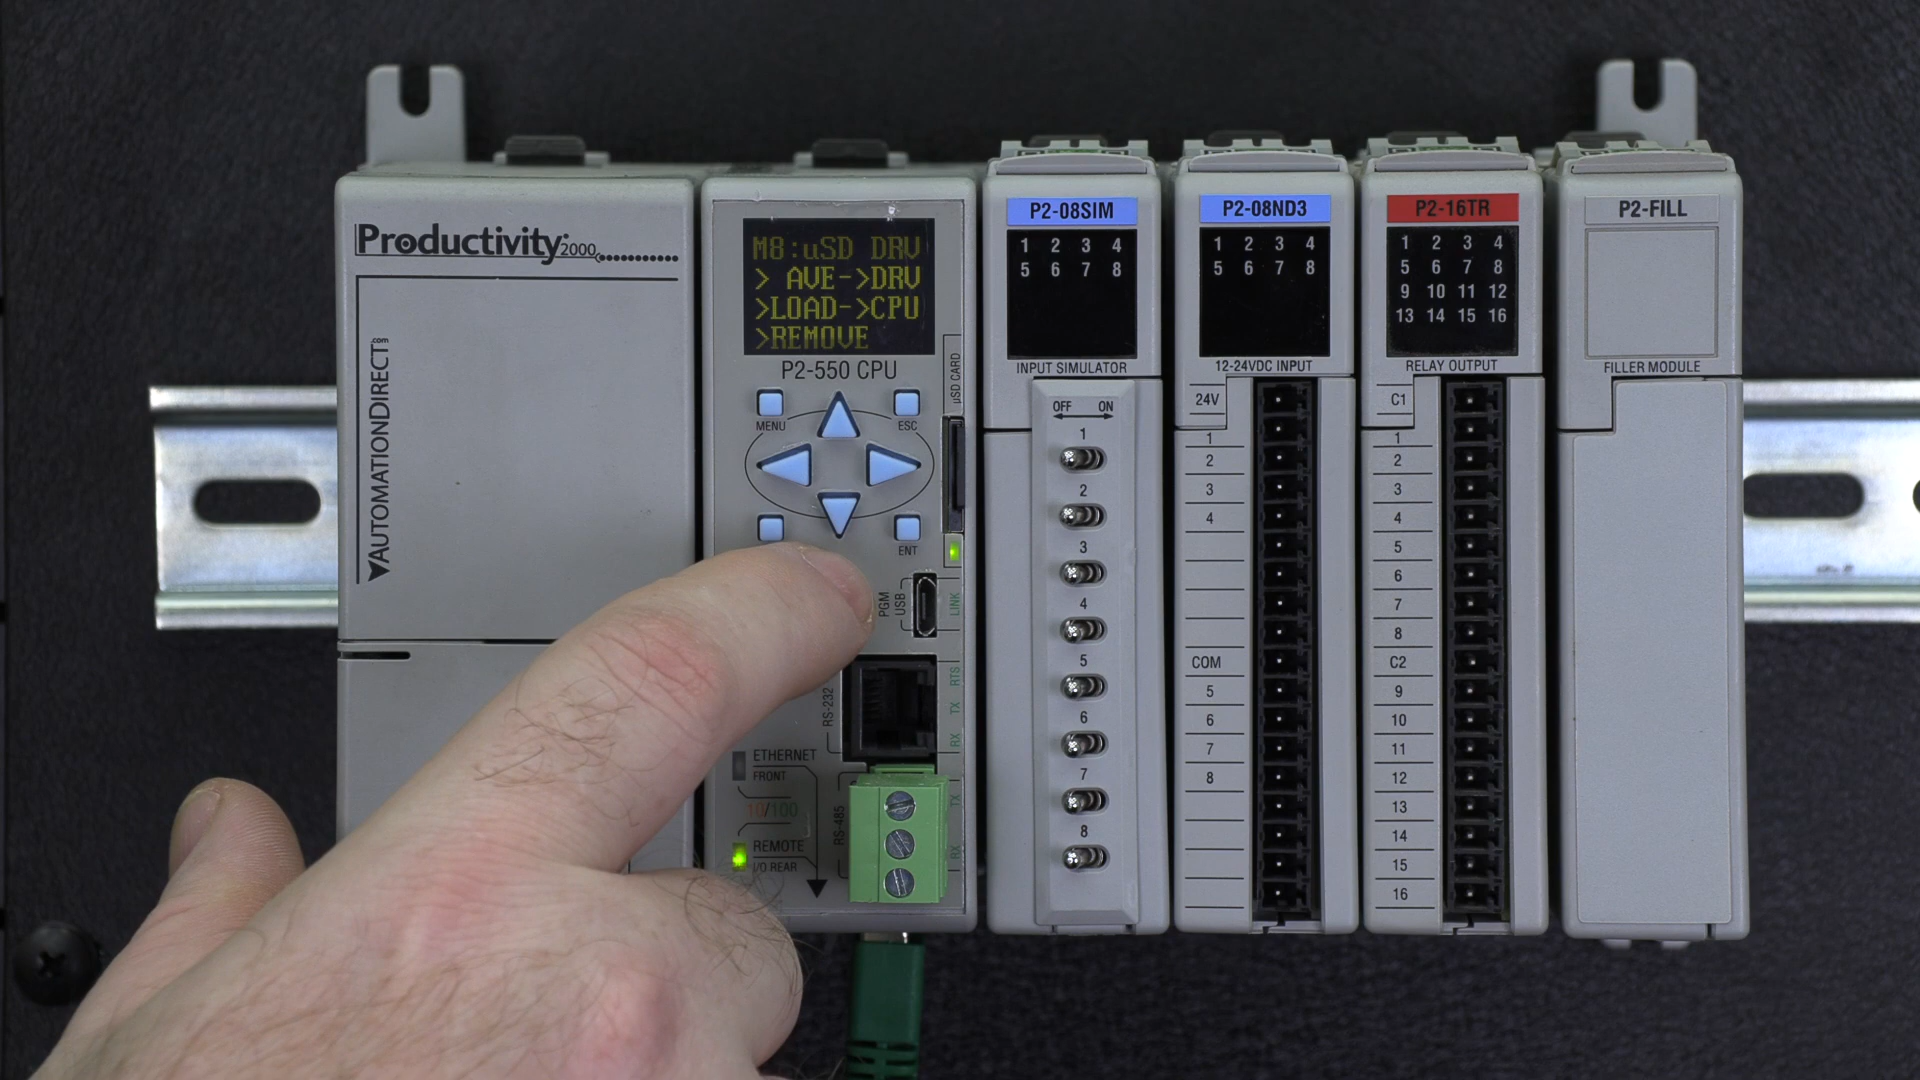 Productivity 2000
AUTOMATIONDIRECT.com
M8:uSD DRV
> AVE->DRV
>LOAD->CPU
>REMOVE
P2-550 CPU
MENU
ESC
ENT
µSD CARD
PGM
USB
LINK
RS-232
RTS
TX
RX
ETHERNET
FRONT
10/100
REMOTE
I/O REAR
RS-485
TX
RX
P2-08SIM
1 2 3 4
5 6 7 8
INPUT SIMULATOR
OFF ON
1
2
3
4
5
6
7
8
P2-08ND3
1 2 3 4
5 6 7 8
12-24VDC INPUT
24V
1
2
3
4
COM
5
6
7
8
P2-16TR
1 2 3 4
5 6 7 8
9 10 11 12
13 14 15 16
RELAY OUTPUT
C1
1
2
3
4
5
6
7
8
C2
9
10
11
12
13
14
15
16
P2-FILL
FILLER MODULE